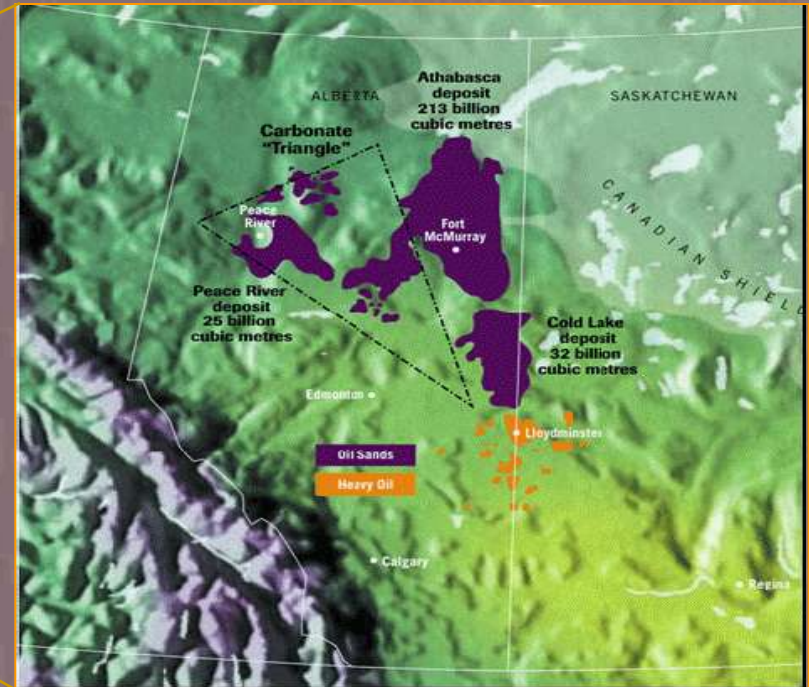 Athabasca
deposit
213 billion
cubic metres
ALBERTA
SASKATCHEWAN
Carbonate
"Triangle"
CANADIAN SHIELD
Peace
River
Fort
McMurray
Peace River
deposit
25 billion
cubic metres
Cold Lake
deposit
32 billion
cubic metres
Edmonton
Lloydminster
Oil Sands
Heavy Oil
Calgary
Regina